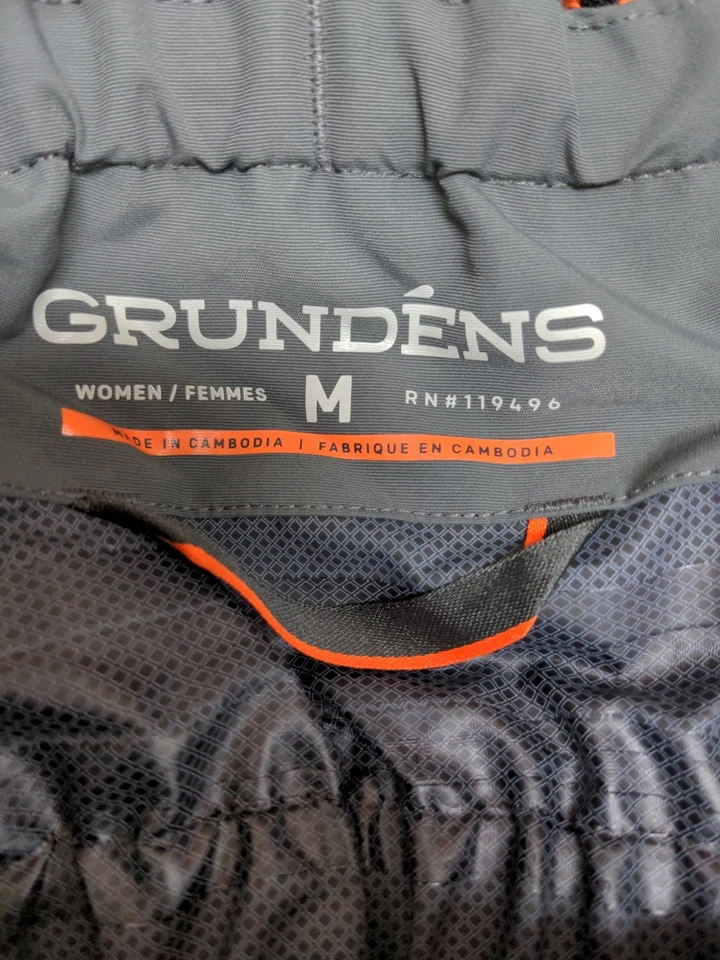 GRUNDÉNS
WOMEN / FEMMES M RN#119496
MADE IN CAMBODIA | FABRIQUE EN CAMBODIA